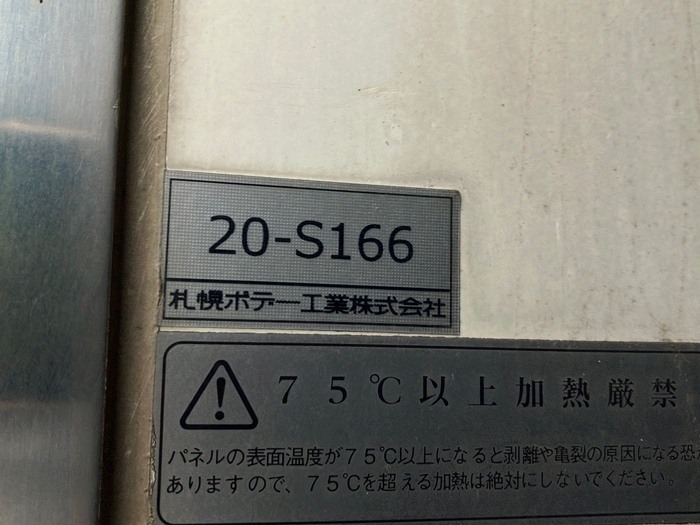 20-S166
札幌ボデー工業株式会社
75℃以上加熱厳禁
パネルの表面温度が75℃以上になると剥離や亀裂の原因になる恐
ありますので、75℃を超える加熱は絶対にしないでください。